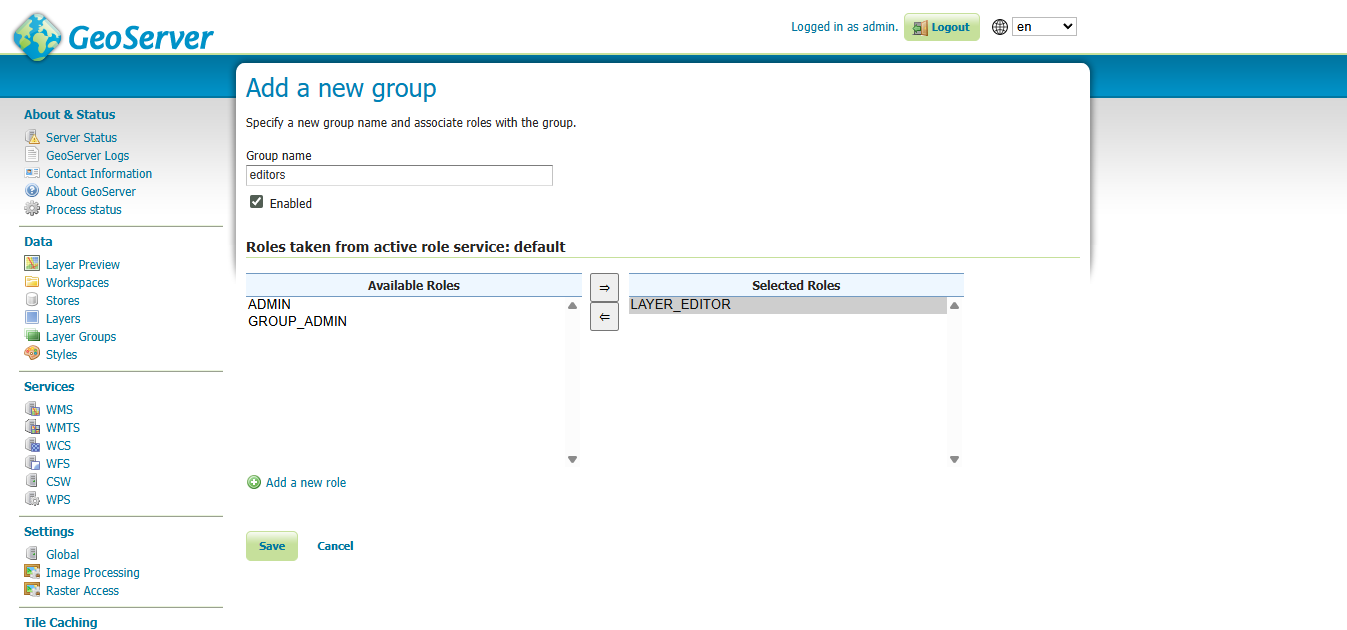 GeoServer
Logged in as admin.
Logout
en
About & Status
Server Status
GeoServer Logs
Contact Information
About GeoServer
Process status
Data
Layer Preview
Workspaces
Stores
Layers
Layer Groups
Styles
Services
WMS
WMTS
WCS
WFS
CSW
WPS
Settings
Global
Image Processing
Raster Access
Tile Caching
Add a new group
Specify a new group name and associate roles with the group.
Group name
editors
Enabled
Roles taken from active role service: default
Available Roles
ADMIN
GROUP_ADMIN
⇒
⇐
Selected Roles
LAYER_EDITOR
Add a new role
Save
Cancel